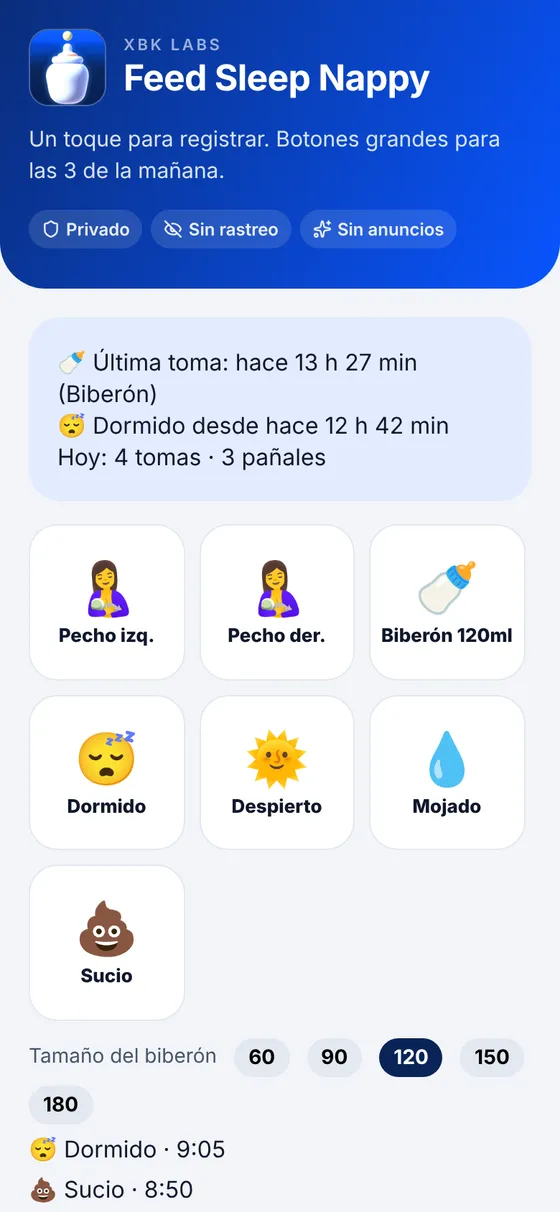 XBK LABS
Feed Sleep Nappy
Un toque para registrar. Botones grandes para
las 3 de la mañana.
Privado Sin rastreo Sin anuncios
🍼 Última toma: hace 13 h 27 min
(Biberón)
😴 Dormido desde hace 12 h 42 min
Hoy: 4 tomas · 3 pañales
Pecho izq. Pecho der. Biberón 120ml
Dormido Despierto Mojado
Sucio
Tamaño del biberón 60 90 120 150
180
😴 Dormido · 9:05
💩 Sucio · 8:50